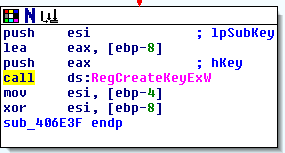 push esi ; lpSubKey
lea eax, [ebp-8]
push eax ; hKey
call ds:RegCreateKeyExW
mov esi, [ebp-4]
xor esi, [ebp-8]
sub_406E3F endp